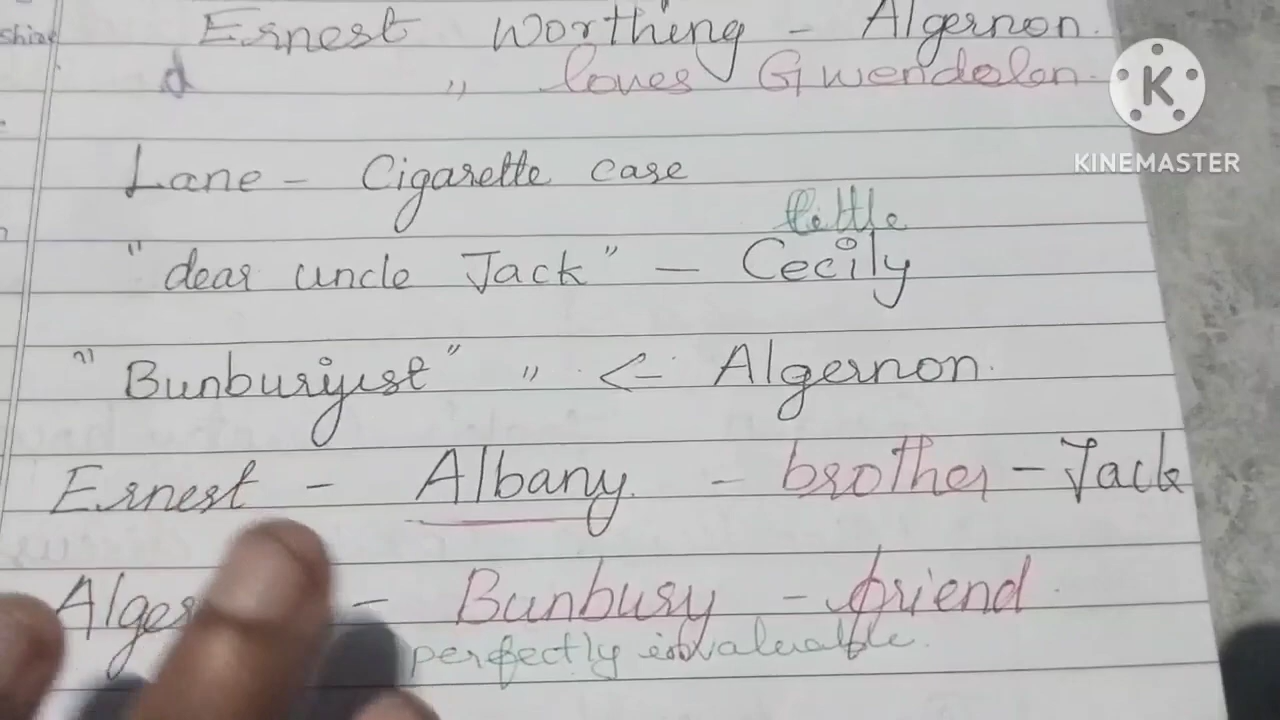 Ernest Worthing - Algernon.
" loves Gwendolen.
Lane - Cigarette case
little
"dear uncle Jack" - Cecily
"Bunburyist" " <- Algernon.
Ernest - Albany - brother - Jack
Alger - Bunbury - friend
perfectly invaluable.
K
KINEMASTER